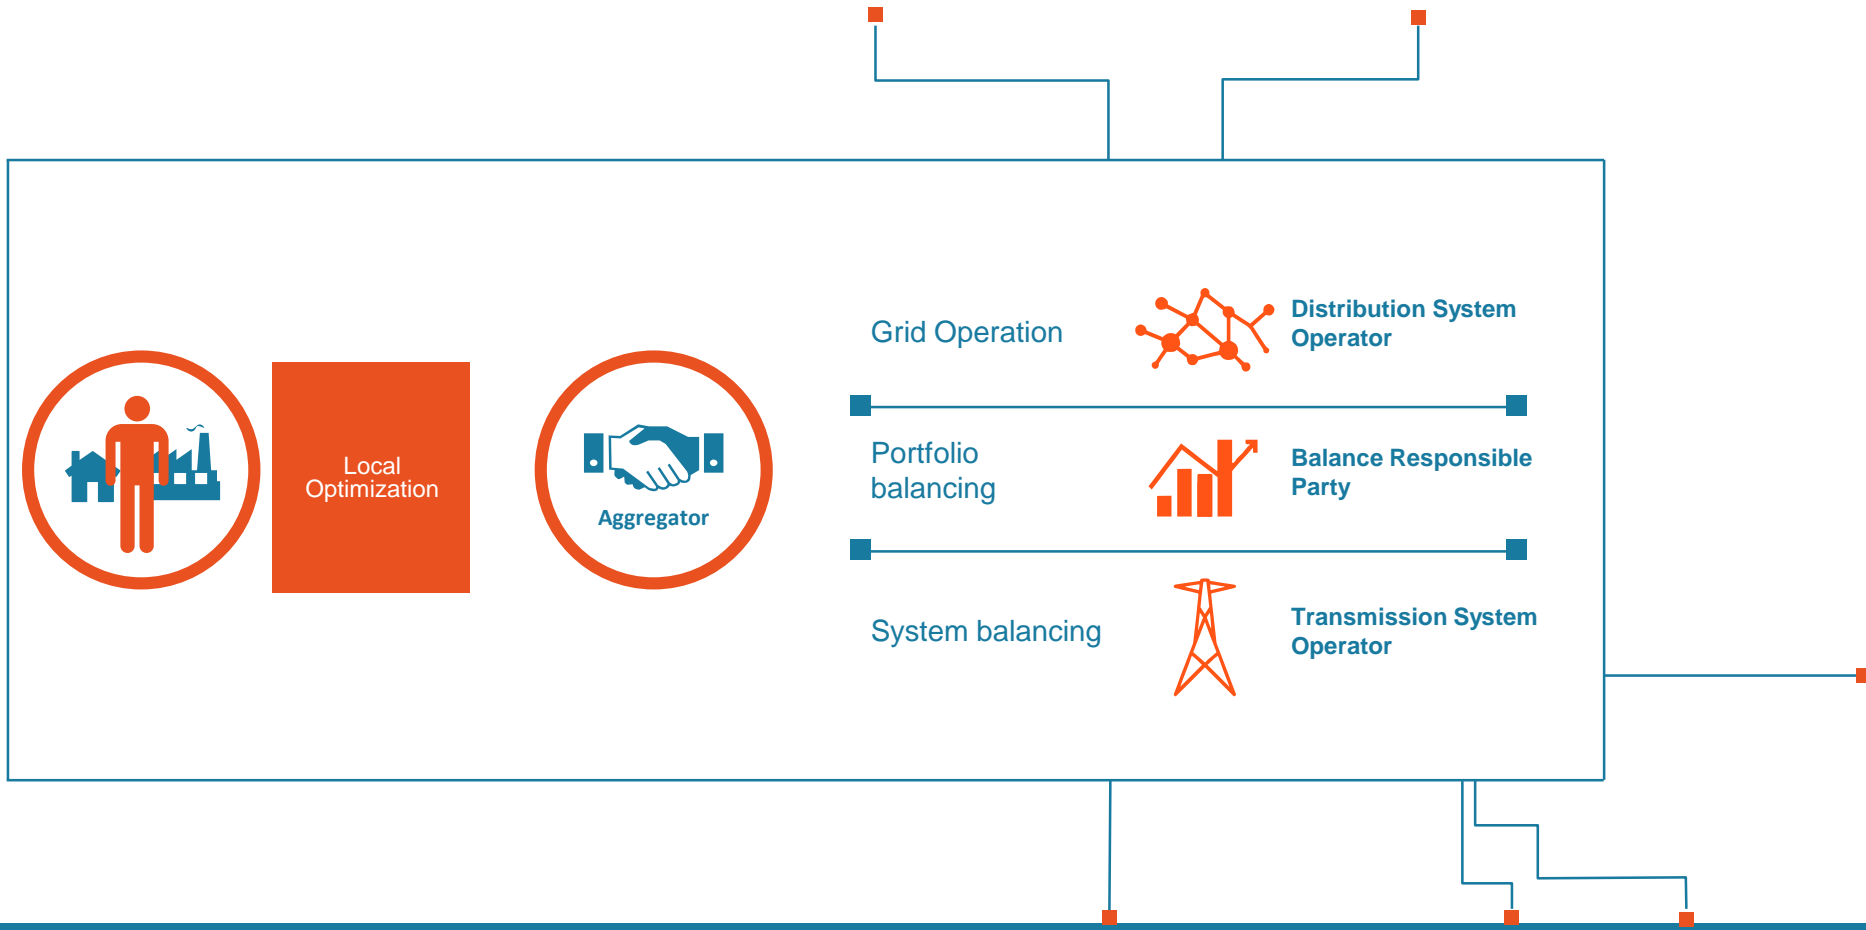 Local
Optimization
Aggregator
Grid Operation
Distribution System
Operator
Portfolio
balancing
Balance Responsible
Party
System balancing
Transmission System
Operator